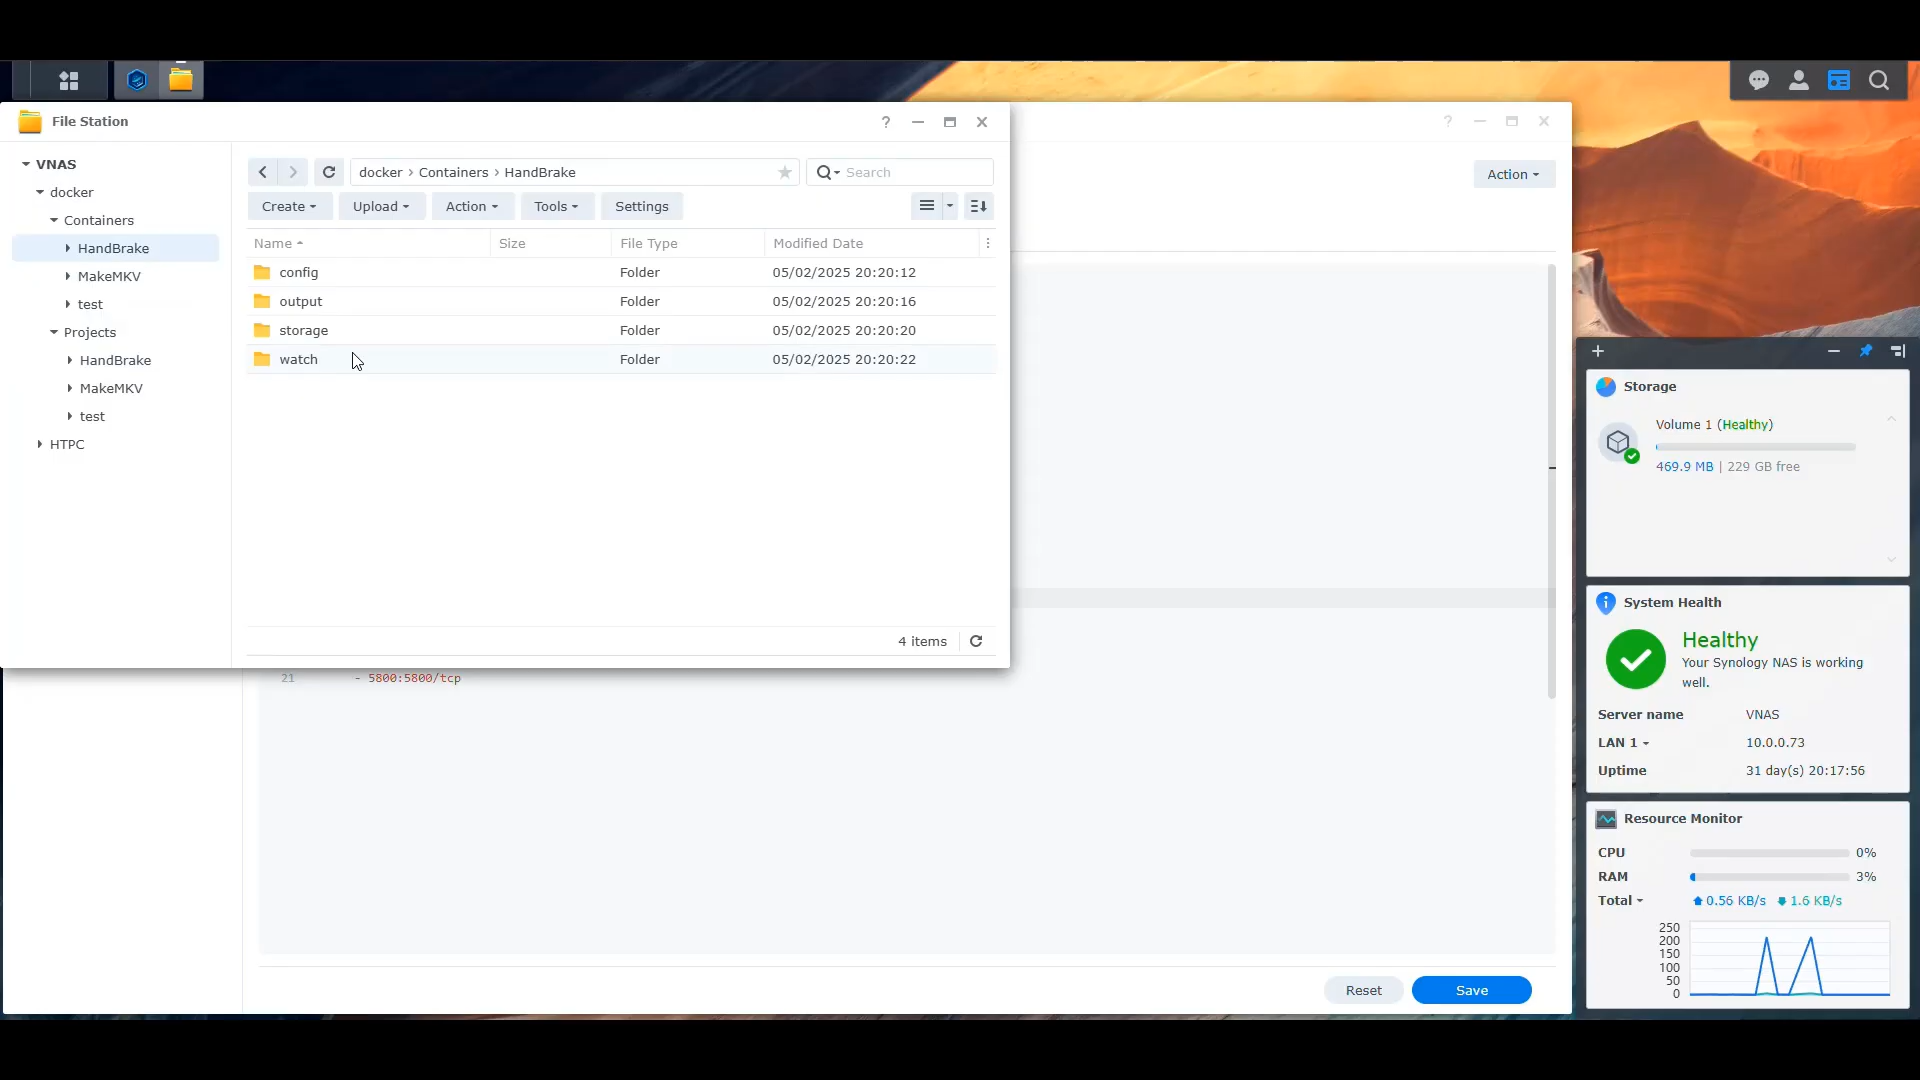 File Station
?
VNAS
docker
Containers
HandBrake
MakeMKV
test
Projects
HandBrake
MakeMKV
test
HTPC
docker › Containers › HandBrake
Search
Create
Upload
Action
Tools
Settings
Name Size File Type Modified Date
config Folder 05/02/2025 20:20:12
output Folder 05/02/2025 20:20:16
storage Folder 05/02/2025 20:20:20
watch Folder 05/02/2025 20:20:22
4 items
?
Action
21 - 5800:5800/tcp
Reset
Save
Storage
Volume 1 (Healthy)
469.9 MB | 229 GB free
System Health
Healthy
Your Synology NAS is working
well.
Server name VNAS
LAN 1 10.0.0.73
Uptime 31 day(s) 20:17:56
Resource Monitor
CPU 0%
RAM 3%
Total 0.56 KB/s 1.6 KB/s
250
200
150
100
50
0